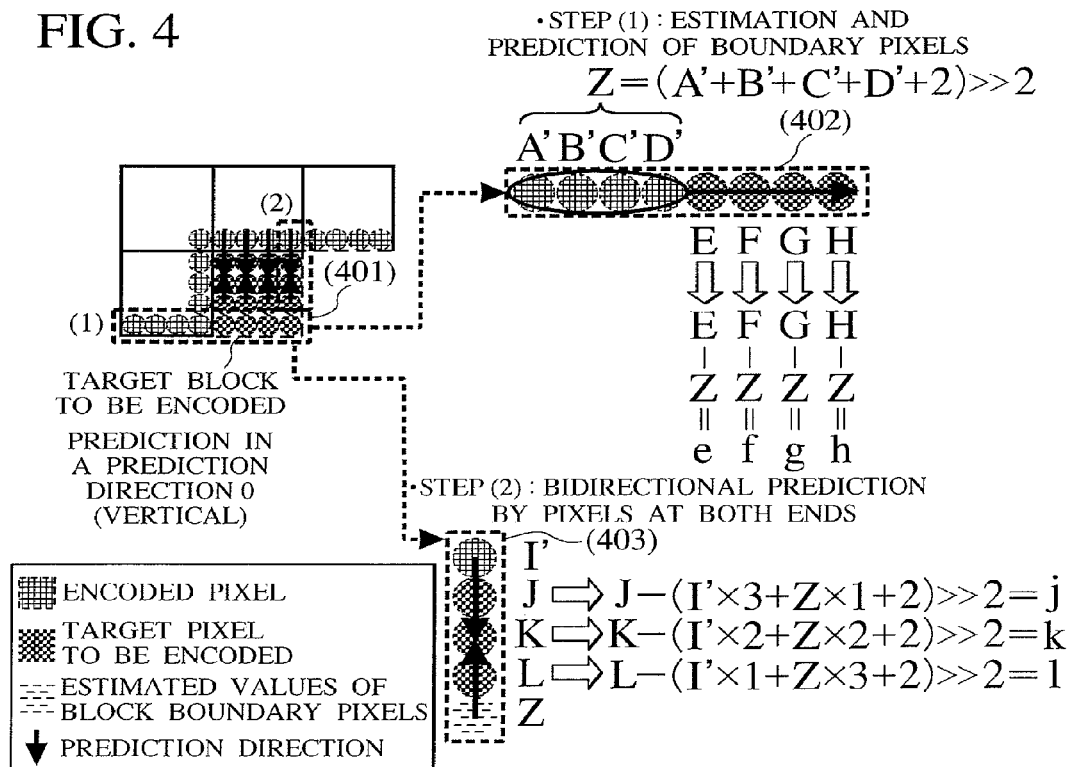 FIG. 4
•STEP (1) : ESTIMATION AND
PREDICTION OF BOUNDARY PIXELS
Z=(A'+B'+C'+D'+2)>>2
(402)
A' B' C' D'
E F G H
E F G H
– – – –
Z Z Z Z
= = = =
e f g h
(2)
(401)
(1)
TARGET BLOCK
TO BE ENCODED
PREDICTION IN
A PREDICTION
DIRECTION 0
(VERTICAL)
•STEP (2) : BIDIRECTIONAL PREDICTION
BY PIXELS AT BOTH ENDS
(403)
I'
J ⇨ J−(I'×3+Z×1+2)>>2=j
K ⇨ K−(I'×2+Z×2+2)>>2=k
L ⇨ L−(I'×1+Z×3+2)>>2=l
Z
ENCODED PIXEL
TARGET PIXEL
TO BE ENCODED
ESTIMATED VALUES OF
BLOCK BOUNDARY PIXELS
PREDICTION DIRECTION